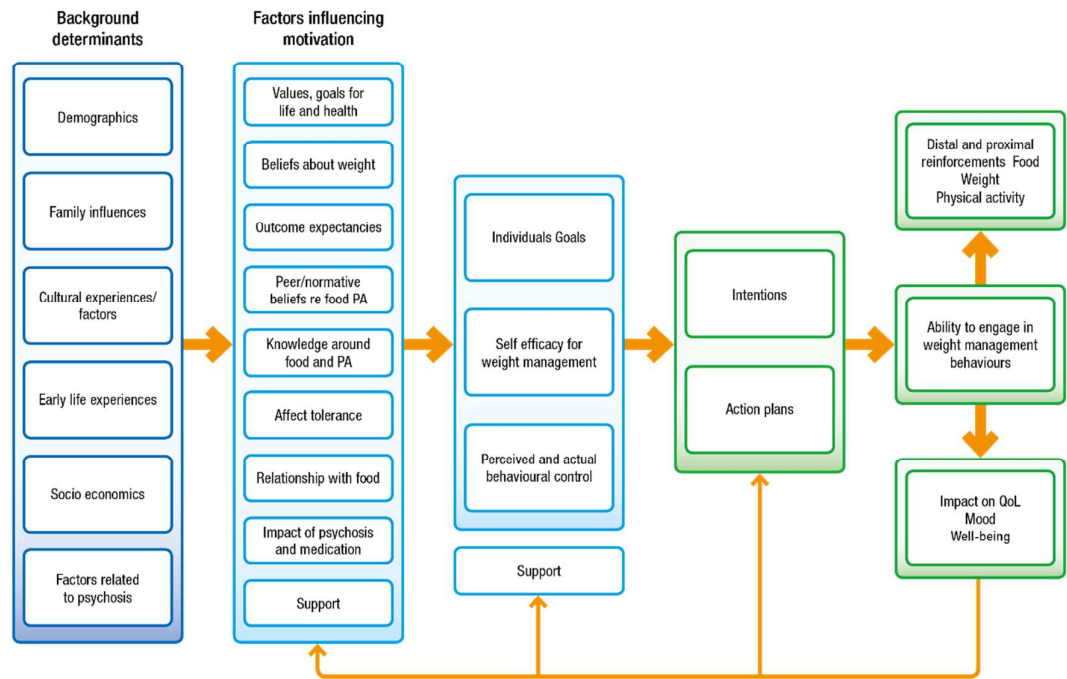 Background
determinants
Demographics
Family influences
Cultural experiences/
factors
Early life experiences
Socio economics
Factors related
to psychosis
Factors influencing
motivation
Values, goals for
life and health
Beliefs about weight
Outcome expectancies
Peer/normative
beliefs re food PA
Knowledge around
food and PA
Affect tolerance
Relationship with food
Impact of psychosis
and medication
Support
Individuals Goals
Self efficacy for
weight management
Perceived and actual
behavioural control
Support
Intentions
Action plans
Distal and proximal
reinforcements Food
Weight
Physical activity
Ability to engage in
weight management
behaviours
Impact on QoL
Mood
Well-being